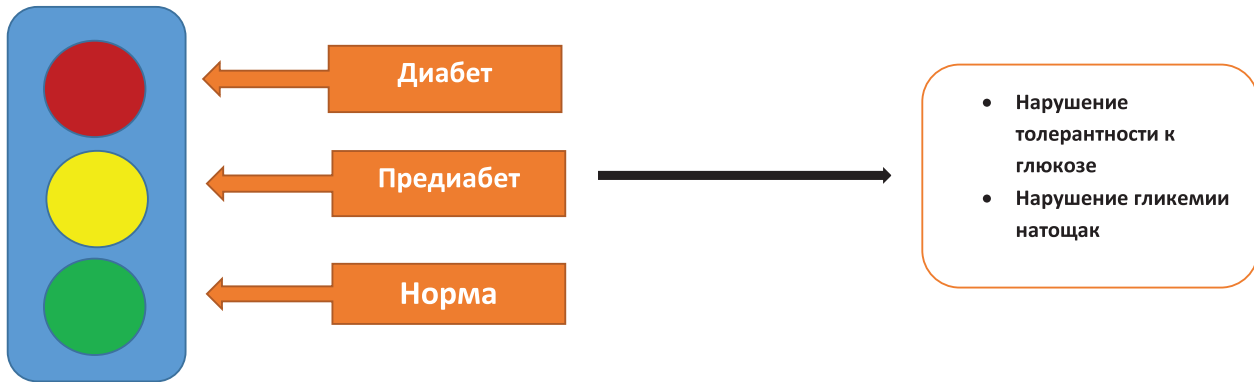 Диабет
Предиабет
Норма
• Нарушение
толерантности к
глюкозе
• Нарушение гликемии
натощак